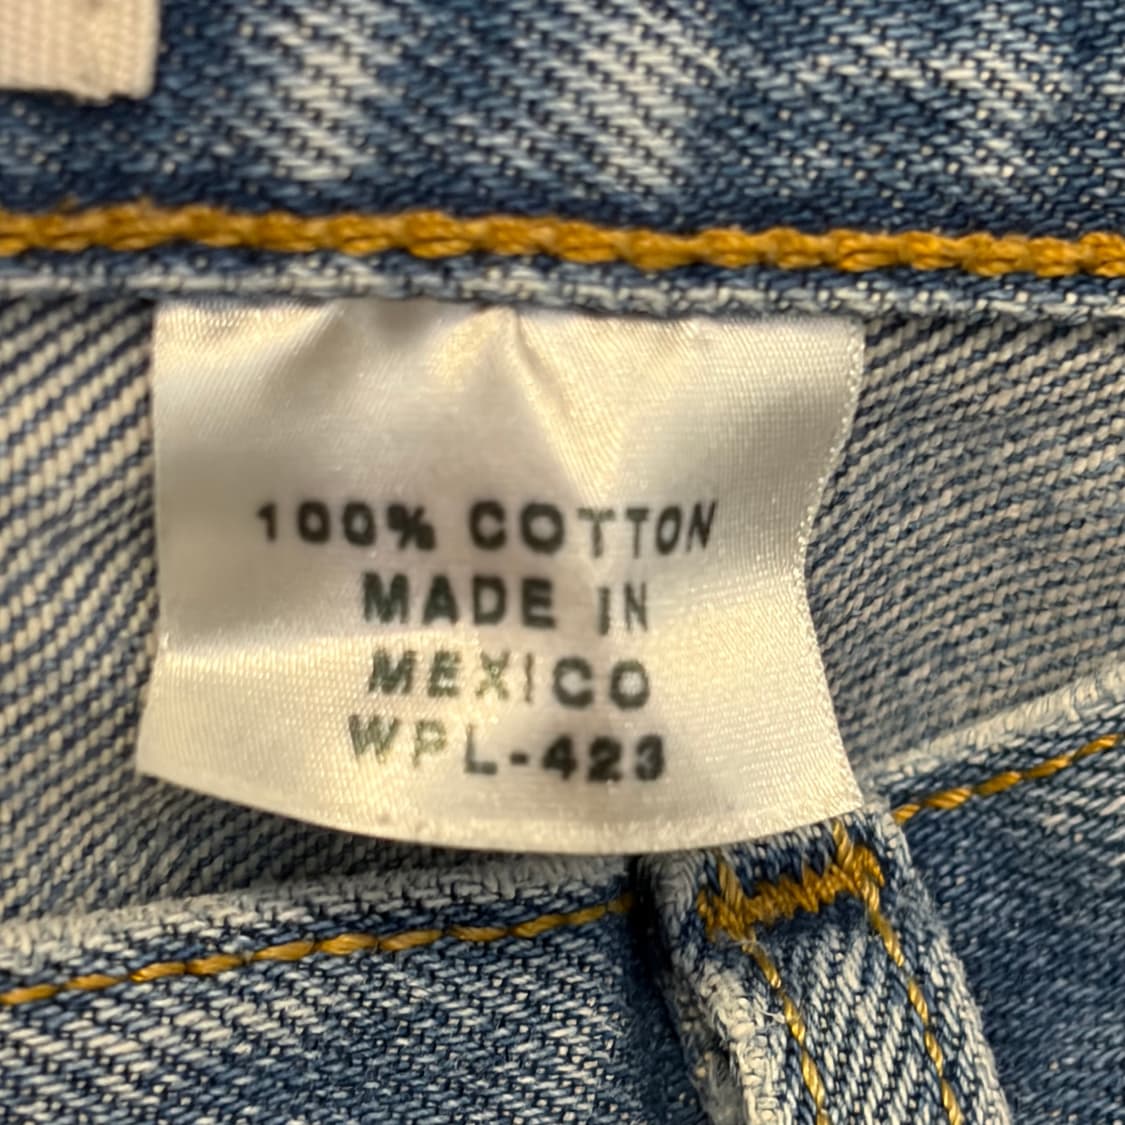 100% COTTON
MADE IN
MEXICO
WPL-423